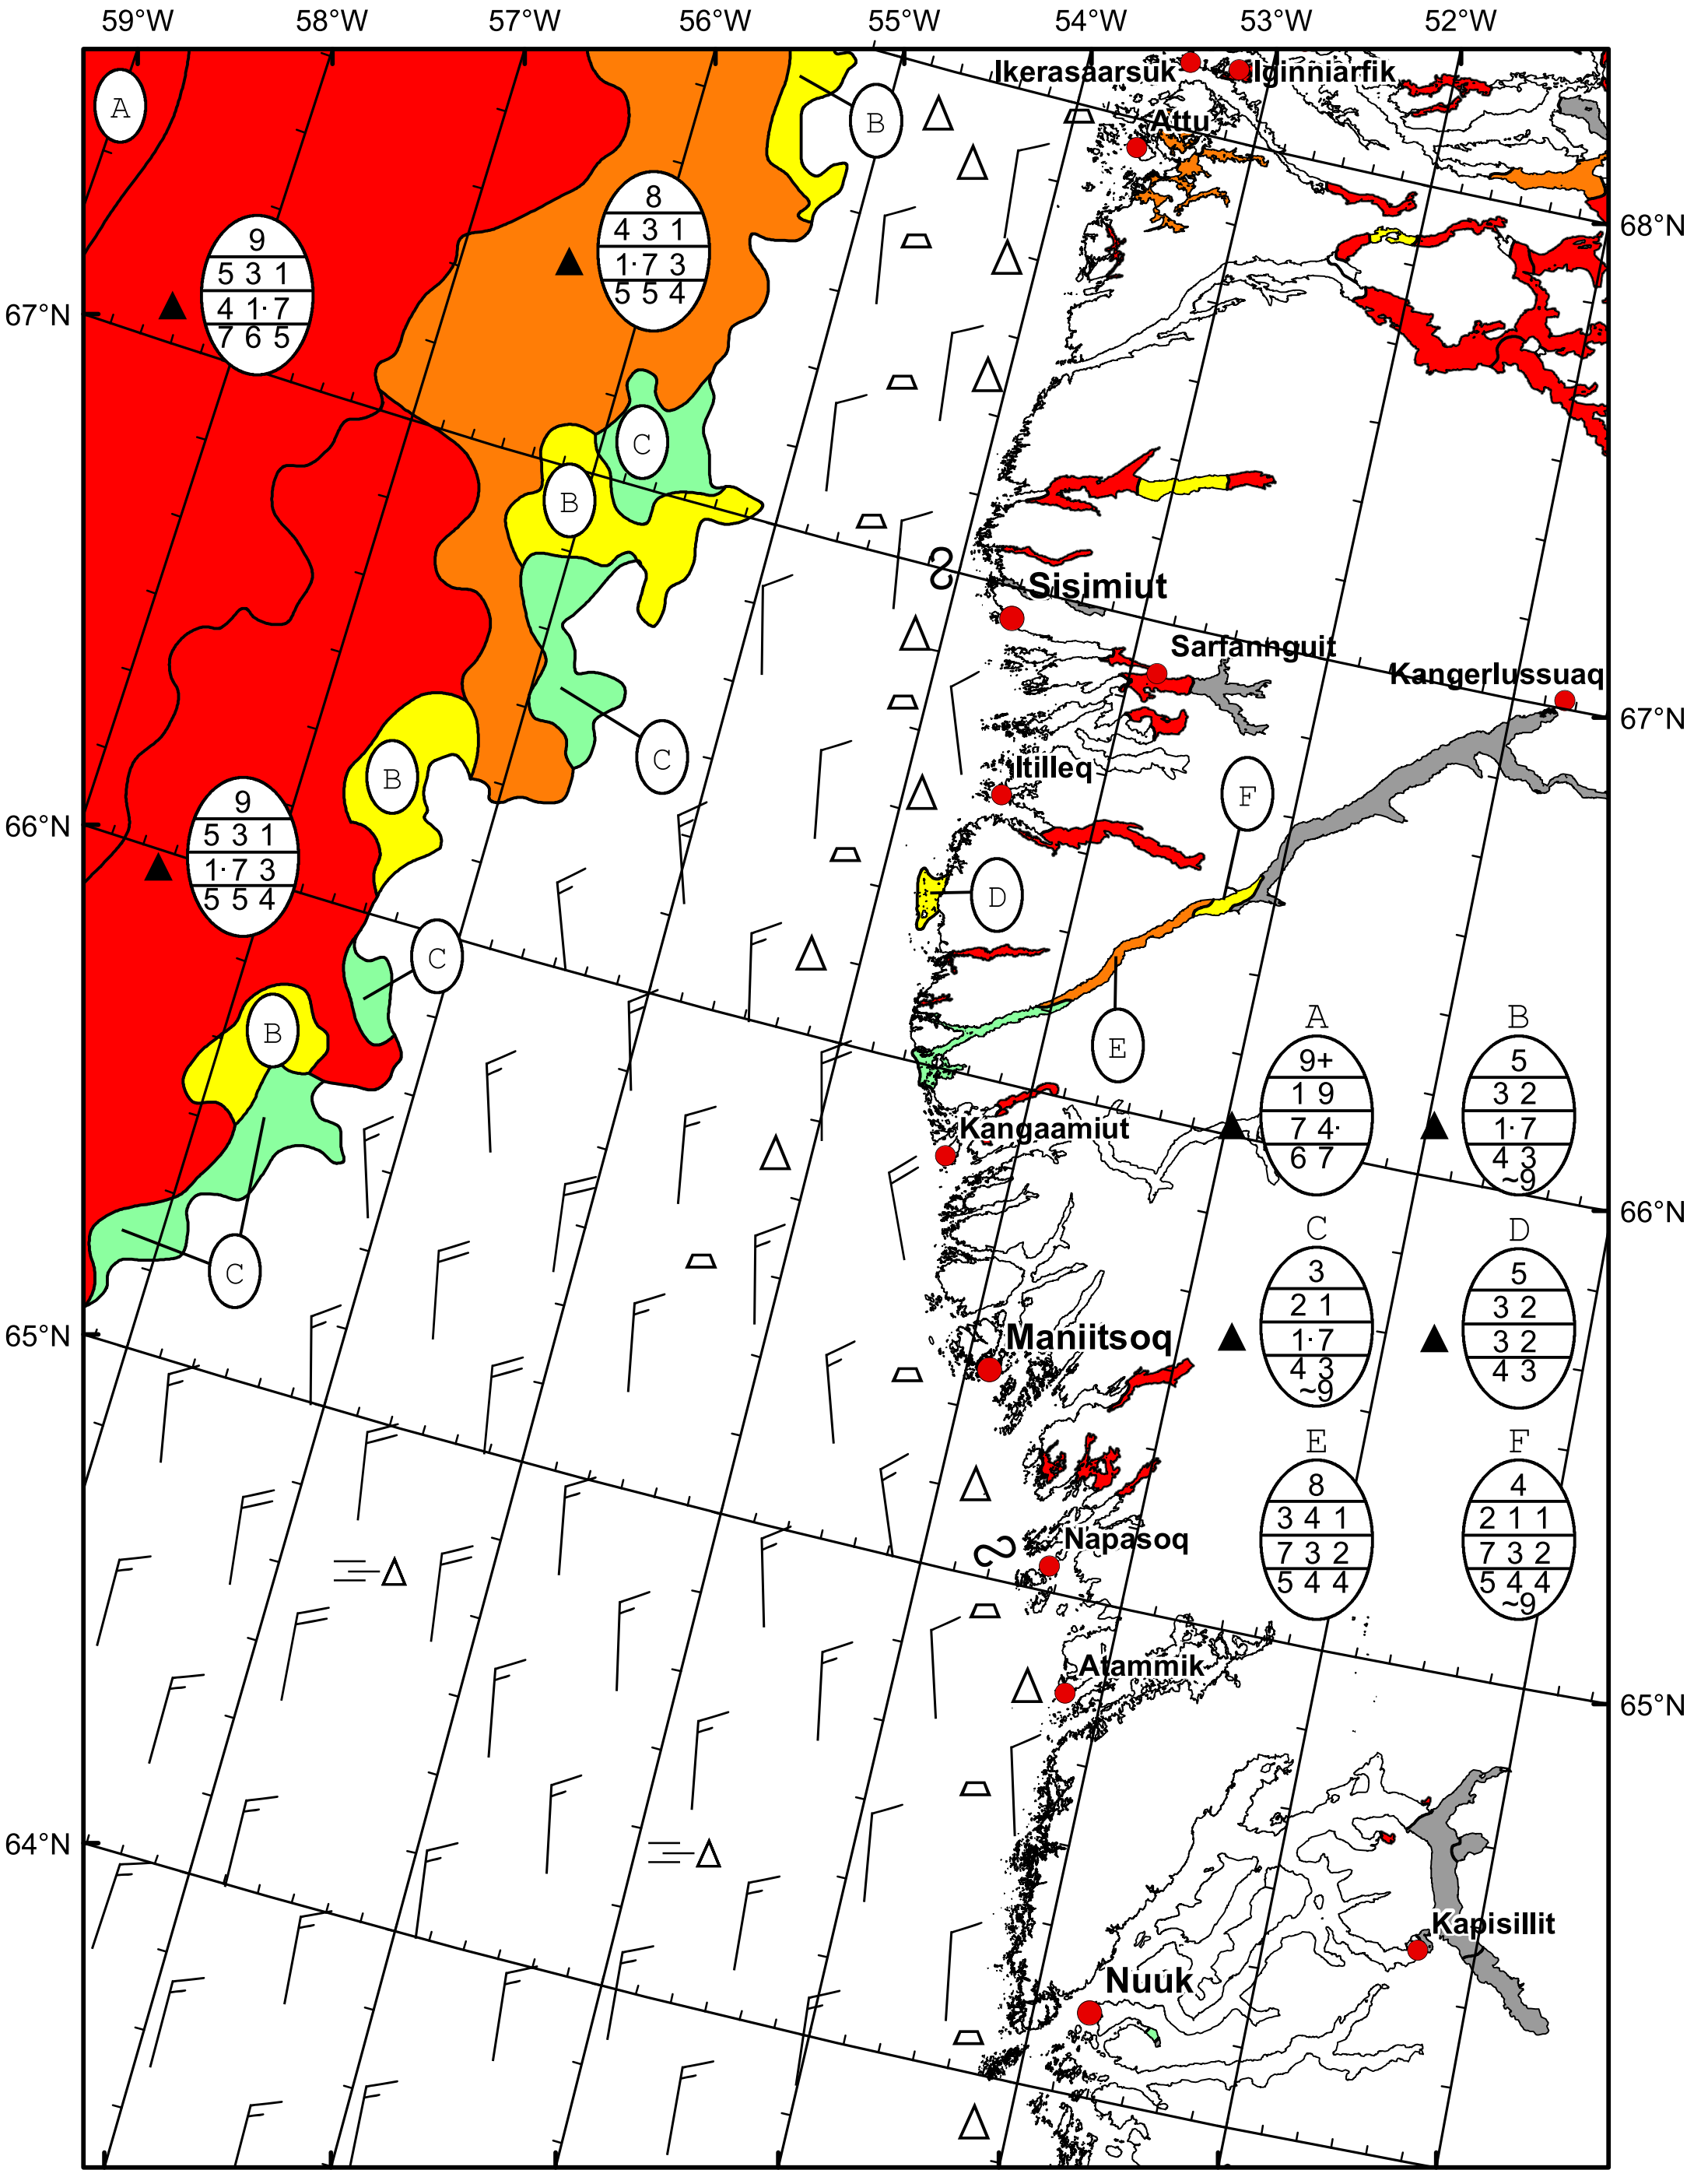 59°W 58°W 57°W 56°W 55°W 54°W 53°W 52°W
Ikerasaarsuk
Iginniarfik
A
B
Attu
8
4 3 1
1· 7 3
5 5 4
68°N
9
5 3 1
4 1· 7
7 6 5
67°N
C
B
Sisimiut
Sarfannguit
Kangerlussuaq
67°N
C
Itilleq
B
F
9
5 3 1
1· 7 3
5 5 4
66°N
D
C
B
E
A
9+
1 9
7 4·
6 7
B
5
3 2
1· 7
4 3
~9
Kangaamiut
66°N
C
C
3
2 1
1· 7
4 3
~9
D
5
3 2
3 2
4 3
65°N
Maniitsoq
E
8
3 4 1
7 3 2
5 4 4
F
4
2 1 1
7 3 2
5 4 4
~9
Napasoq
Atammik
65°N
64°N
Kapisillit
Nuuk